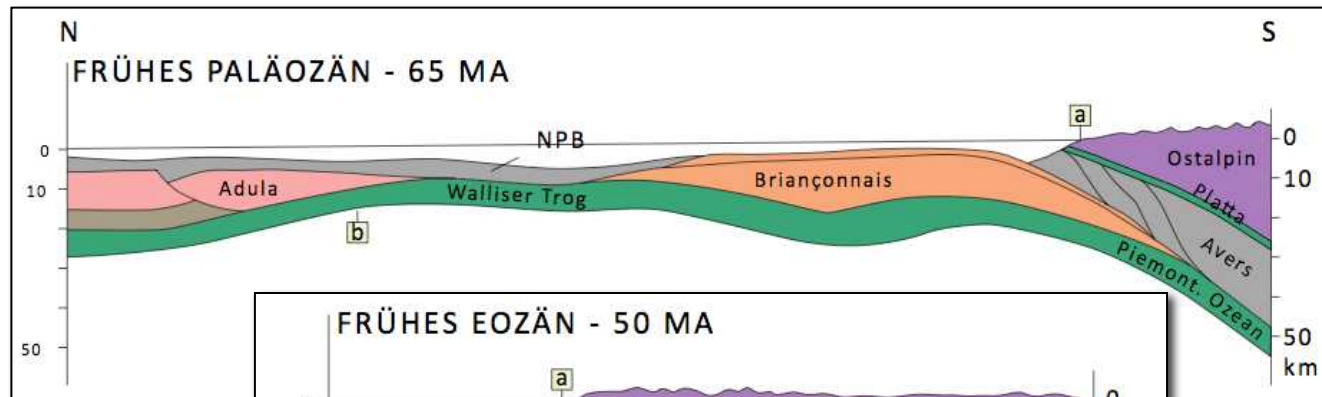 N S
FRÜHES PALÄOZÄN - 65 MA
a
NPB
0 0
Ostalpin
10 Adula Walliser Trog Briançonnais Platta 10
b
Avers
Piemont. Ozean
FRÜHES EOZÄN - 50 MA
50 50
km
a